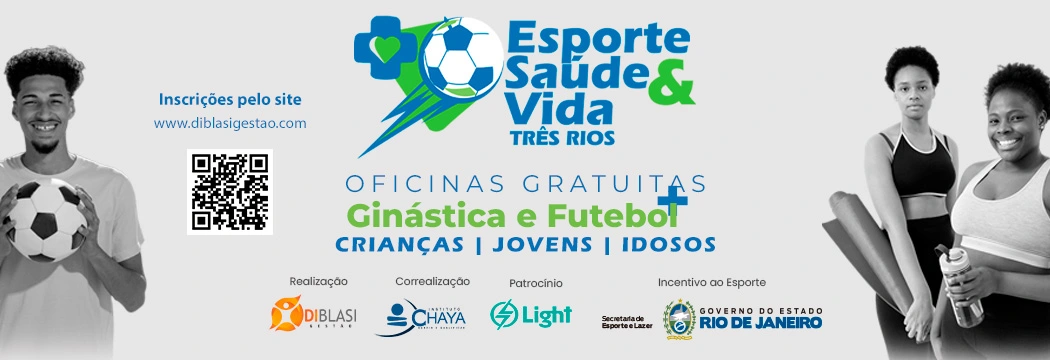 Inscrições pelo site
www.diblasigestao.com
Esporte
Saúde &
Vida
TRÊS RIOS
OFICINAS GRATUITAS
Ginástica e Futebol
CRIANÇAS | JOVENS | IDOSOS
Realização
DIBLASI
GESTÃO
Correalização
INSTITUTO
CHAYA
Patrocínio
Light
Incentivo ao Esporte
Secretaria de
Esporte e Lazer
GOVERNO DO ESTADO
RIO DE JANEIRO